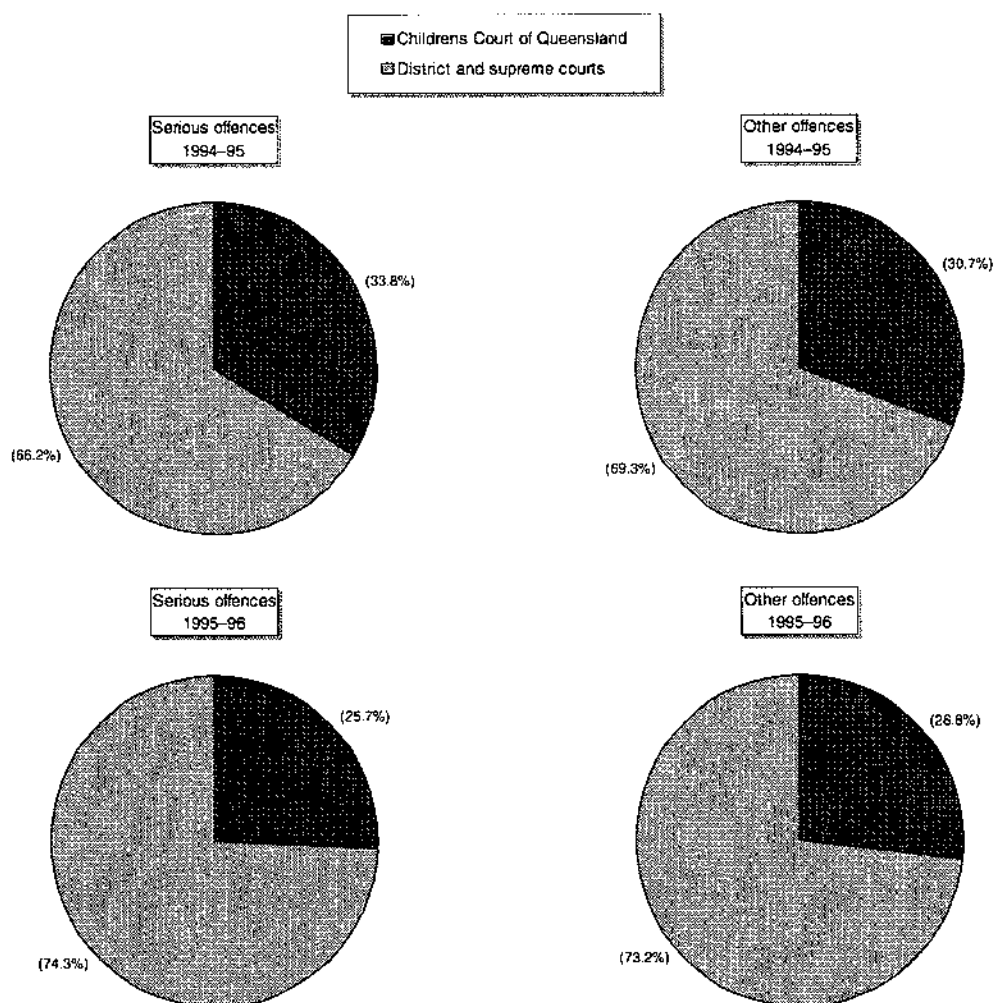 Childrens Court of Queensland
District and supreme courts
Serious offences
1994–95
Other offences
1994–95
(33.8%)
(30.7%)
(66.2%)
(69.3%)
Serious offences
1995–96
Other offences
1995–96
(25.7%)
(26.8%)
(74.3%)
(73.2%)